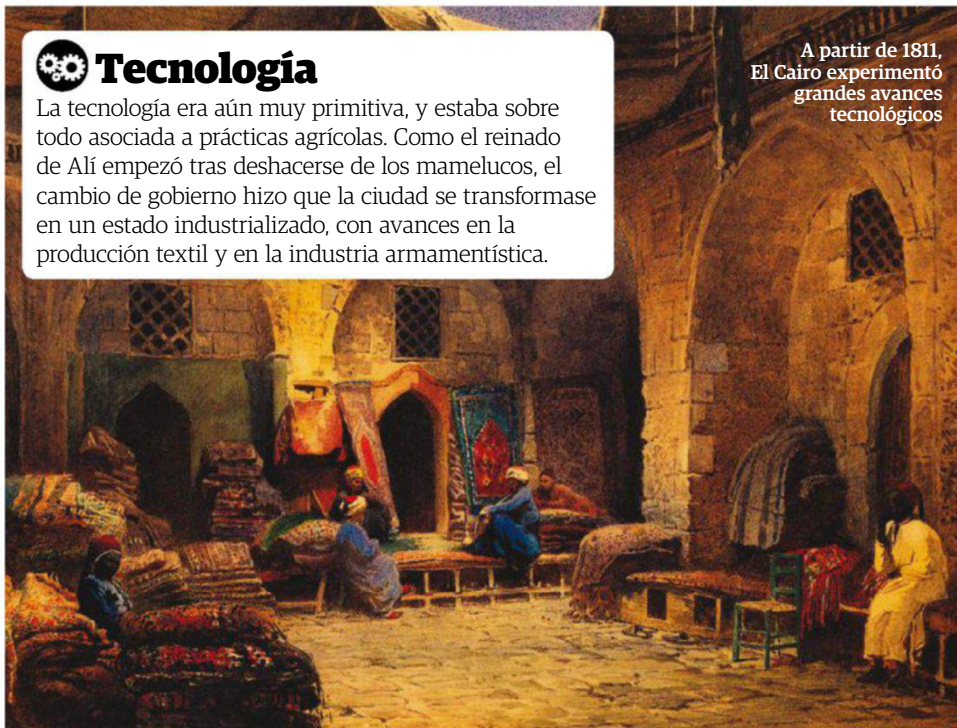 Tecnología
La tecnología era aún muy primitiva, y estaba sobre
todo asociada a prácticas agrícolas. Como el reinado
de Alí empezó tras deshacerse de los mamelucos, el
cambio de gobierno hizo que la ciudad se transformase
en un estado industrializado, con avances en la
producción textil y en la industria armamentística.
A partir de 1811,
El Cairo experimentó
grandes avances
tecnológicos